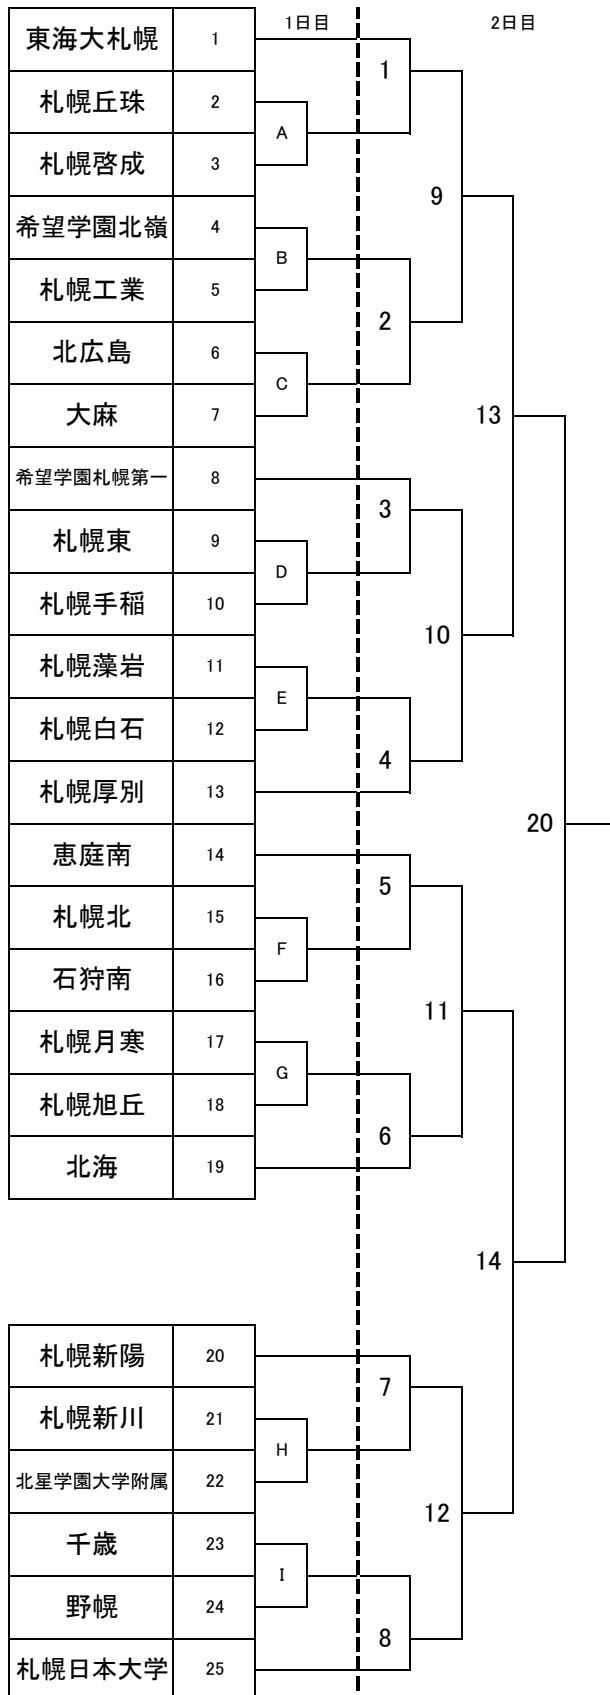 1日目 2日目
東海大札幌 1
1
札幌丘珠 2
A
札幌啓成 3
9
希望学園北嶺 4
B
札幌工業 5
2
北広島 6
C
大麻 7
13
希望学園札幌第一 8
3
札幌東 9
D
札幌手稲 10
10
札幌藻岩 11
E
札幌白石 12
4
札幌厚別 13
20
恵庭南 14
5
札幌北 15
F
石狩南 16
11
札幌月寒 17
G
札幌旭丘 18
6
北海 19
14
札幌新陽 20
7
札幌新川 21
H
北星学園大学附属 22
12
千歳 23
I
野幌 24
8
札幌日本大学 25